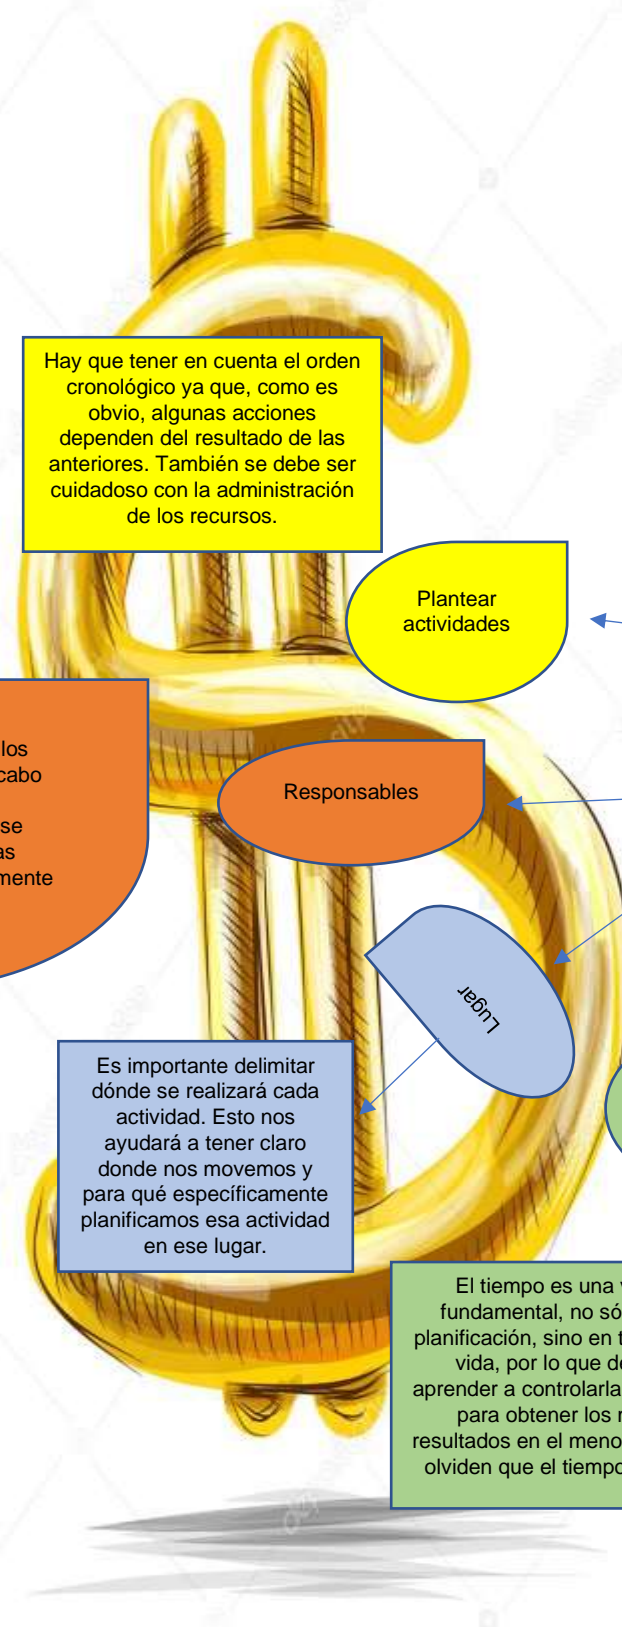 Hay que tener en cuenta el orden
cronológico ya que, como es
obvio, algunas acciones
dependen del resultado de las
anteriores. También se debe ser
cuidadoso con la administración
de los recursos.
Plantear
actividades
los
cabo
se
as
mente
Responsables
Lugar
Es importante delimitar
dónde se realizará cada
actividad. Esto nos
ayudará a tener claro
donde nos movemos y
para qué específicamente
planificamos esa actividad
en ese lugar.
El tiempo es una v
fundamental, no só
planificación, sino en t
vida, por lo que de
aprender a controlarla
para obtener los r
resultados en el meno
olviden que el tiempo